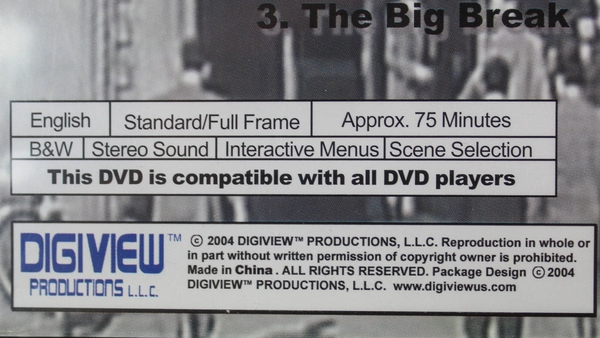 3. The Big Break
English Standard/Full Frame Approx. 75 Minutes
B&W Stereo Sound Interactive Menus Scene Selection
This DVD is compatible with all DVD players
DIGIVIEW™
PRODUCTIONS L.L.C.
© 2004 DIGIVIEW™ PRODUCTIONS, L.L.C. Reproduction in whole or
in part without written permission of copyright owner is prohibited.
Made in China. ALL RIGHTS RESERVED. Package Design © 2004
DIGIVIEW™ PRODUCTIONS, L.L.C. www.digiviewus.com